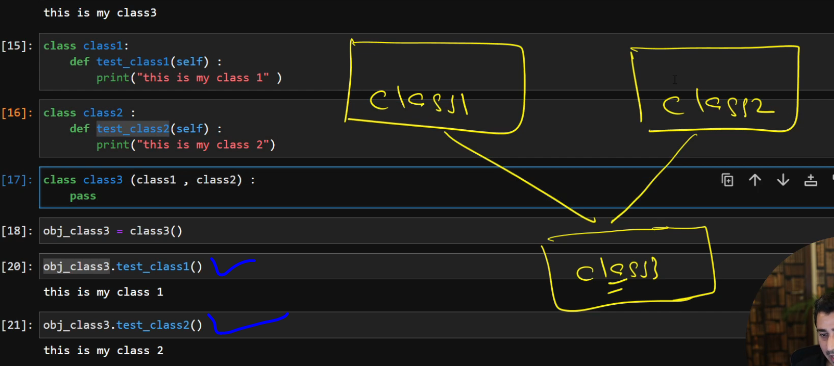 this is my class3
[15]: class class1:
def test_class1(self) :
print("this is my class 1" )
[16]: class class2 :
def test_class2(self) :
print("this is my class 2")
[17]: class class3 (class1 , class2) :
pass
[18]: obj_class3 = class3()
[20]: obj_class3.test_class1()
this is my class 1
[21]: obj_class3.test_class2()
this is my class 2
class1
class2
class3